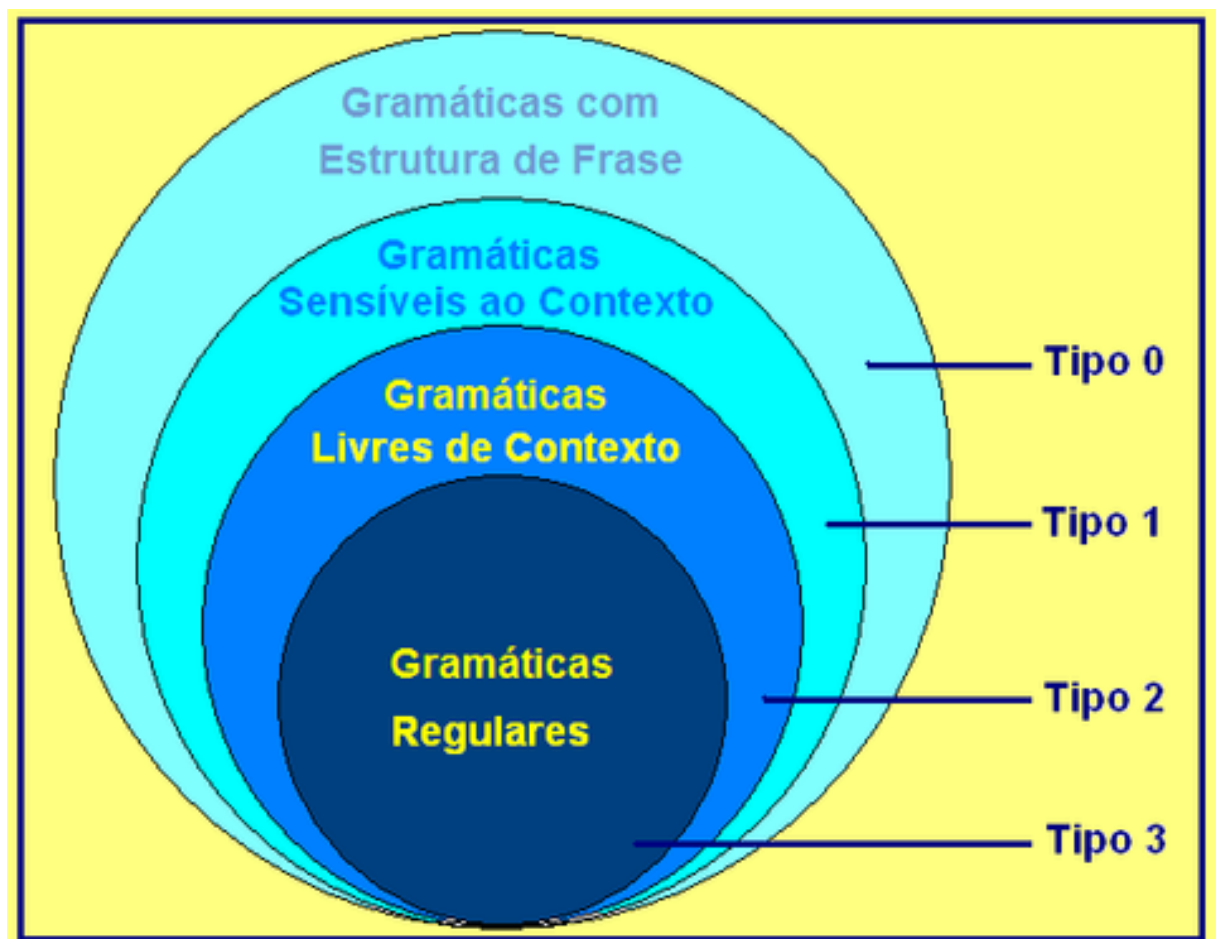 Gramáticas com
Estrutura de Frase
Gramáticas
Sensíveis ao Contexto
Gramáticas
Livres de Contexto
Gramáticas
Regulares
Tipo 0
Tipo 1
Tipo 2
Tipo 3